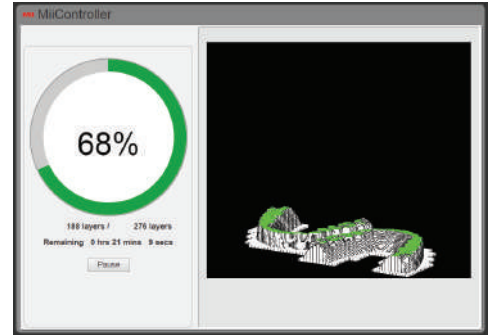 MiiController
68%
188 layers / 276 layers
Remaining 0 hrs 21 mins 9 secs
Pause